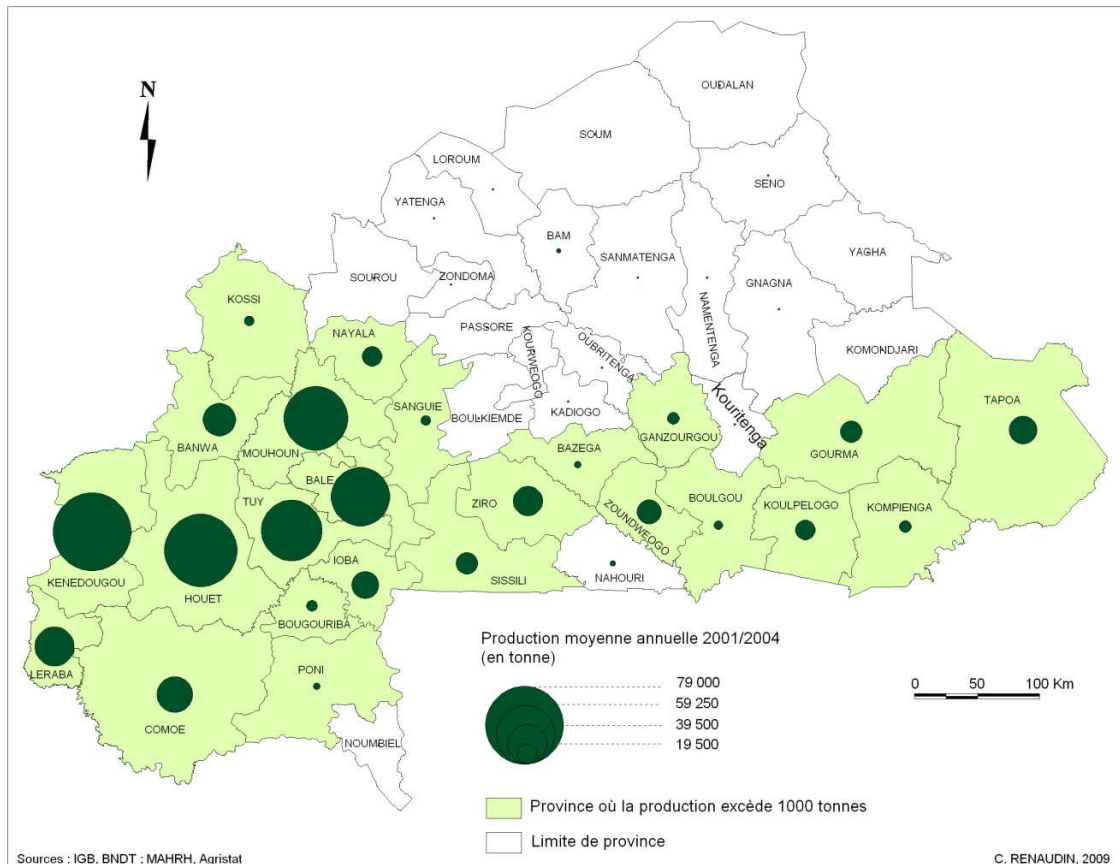 N
OUDALAN
SOUM
LOROUM
SENO
YATENGA
BAM
SANMATENGA
YAGHA
SOUROU
ZONDOMA
GNAGNA
NAMENTENGA
KOSSI
PASSORE
KOURWEOGO
OUBRITENGA
NAYALA
KOMONDJARI
Kouritenga
SANGUIE
BOULKIEMDE
KADIOGO
TAPOA
BANWA
MOUHOUN
GANZOURGOU
GOURMA
BAZEGA
BALE
TUY
ZIRO
ZOUNDWEOGO
BOULGOU
KOULPELOGO
KOMPIENGA
IOBA
KENEDOUGOU
HOUET
SISSILI
NAHOURI
BOUGOURIBA
LERABA
PONI
COMOE
NOUMBIEL
Production moyenne annuelle 2001/2004
(en tonne)
79 000
59 250
39 500
19 500
0 50 100 Km
Province où la production excède 1000 tonnes
Limite de province
Sources : IGB, BNDT ; MAHRH, Agristat
C. RENAUDIN, 2009